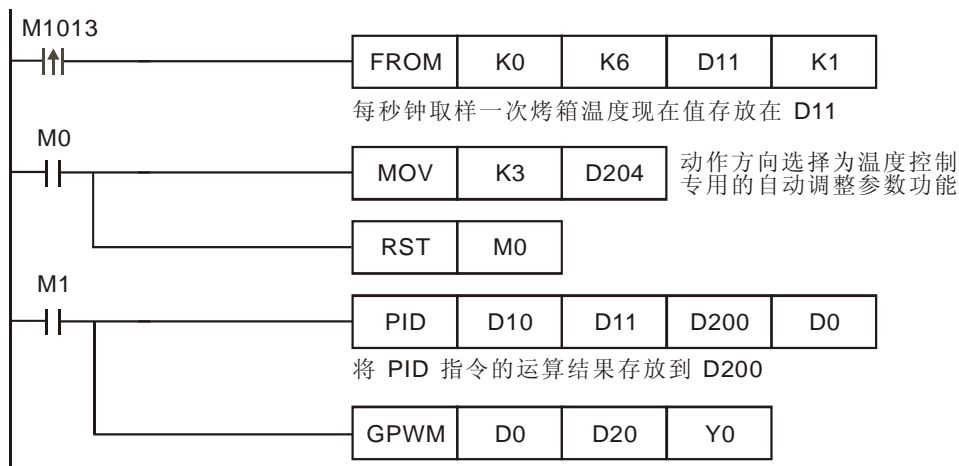 M1013
FROM K0 K6 D11 K1
每秒钟取样一次烤箱温度现在值存放在 D11
M0
MOV K3 D204
动作方向选择为温度控制
专用的自动调整参数功能
RST M0
M1
PID D10 D11 D200 D0
将 PID 指令的运算结果存放到 D200
GPWM D0 D20 Y0